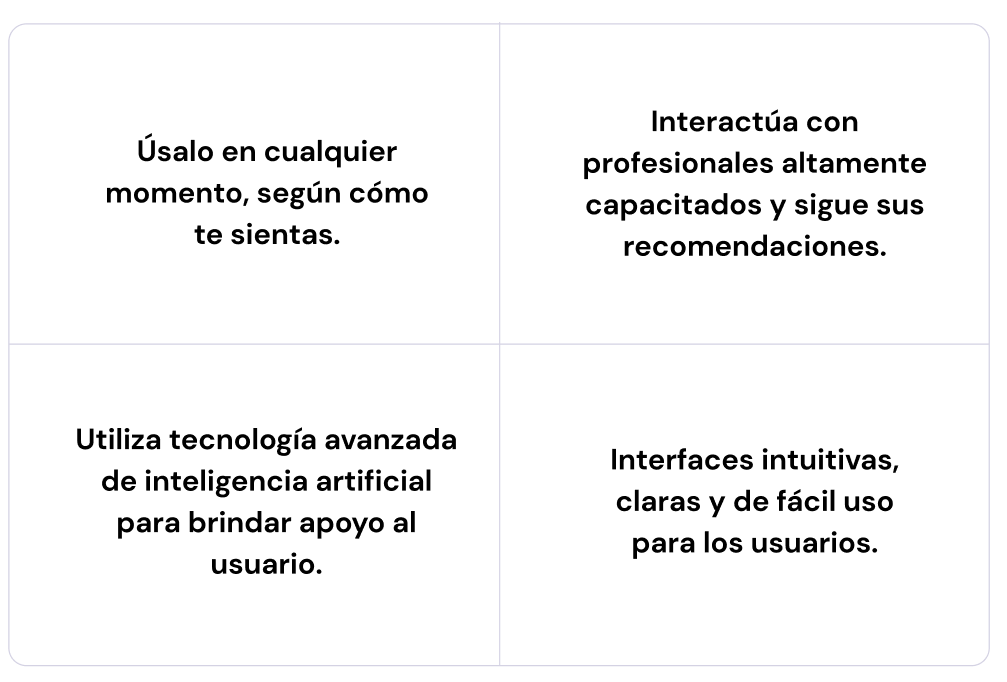 Úsalo en cualquier
momento, según cómo
te sientas.
Interactúa con
profesionales altamente
capacitados y sigue sus
recomendaciones.
Utiliza tecnología avanzada
de inteligencia artificial
para brindar apoyo al
usuario.
Interfaces intuitivas,
claras y de fácil uso
para los usuarios.